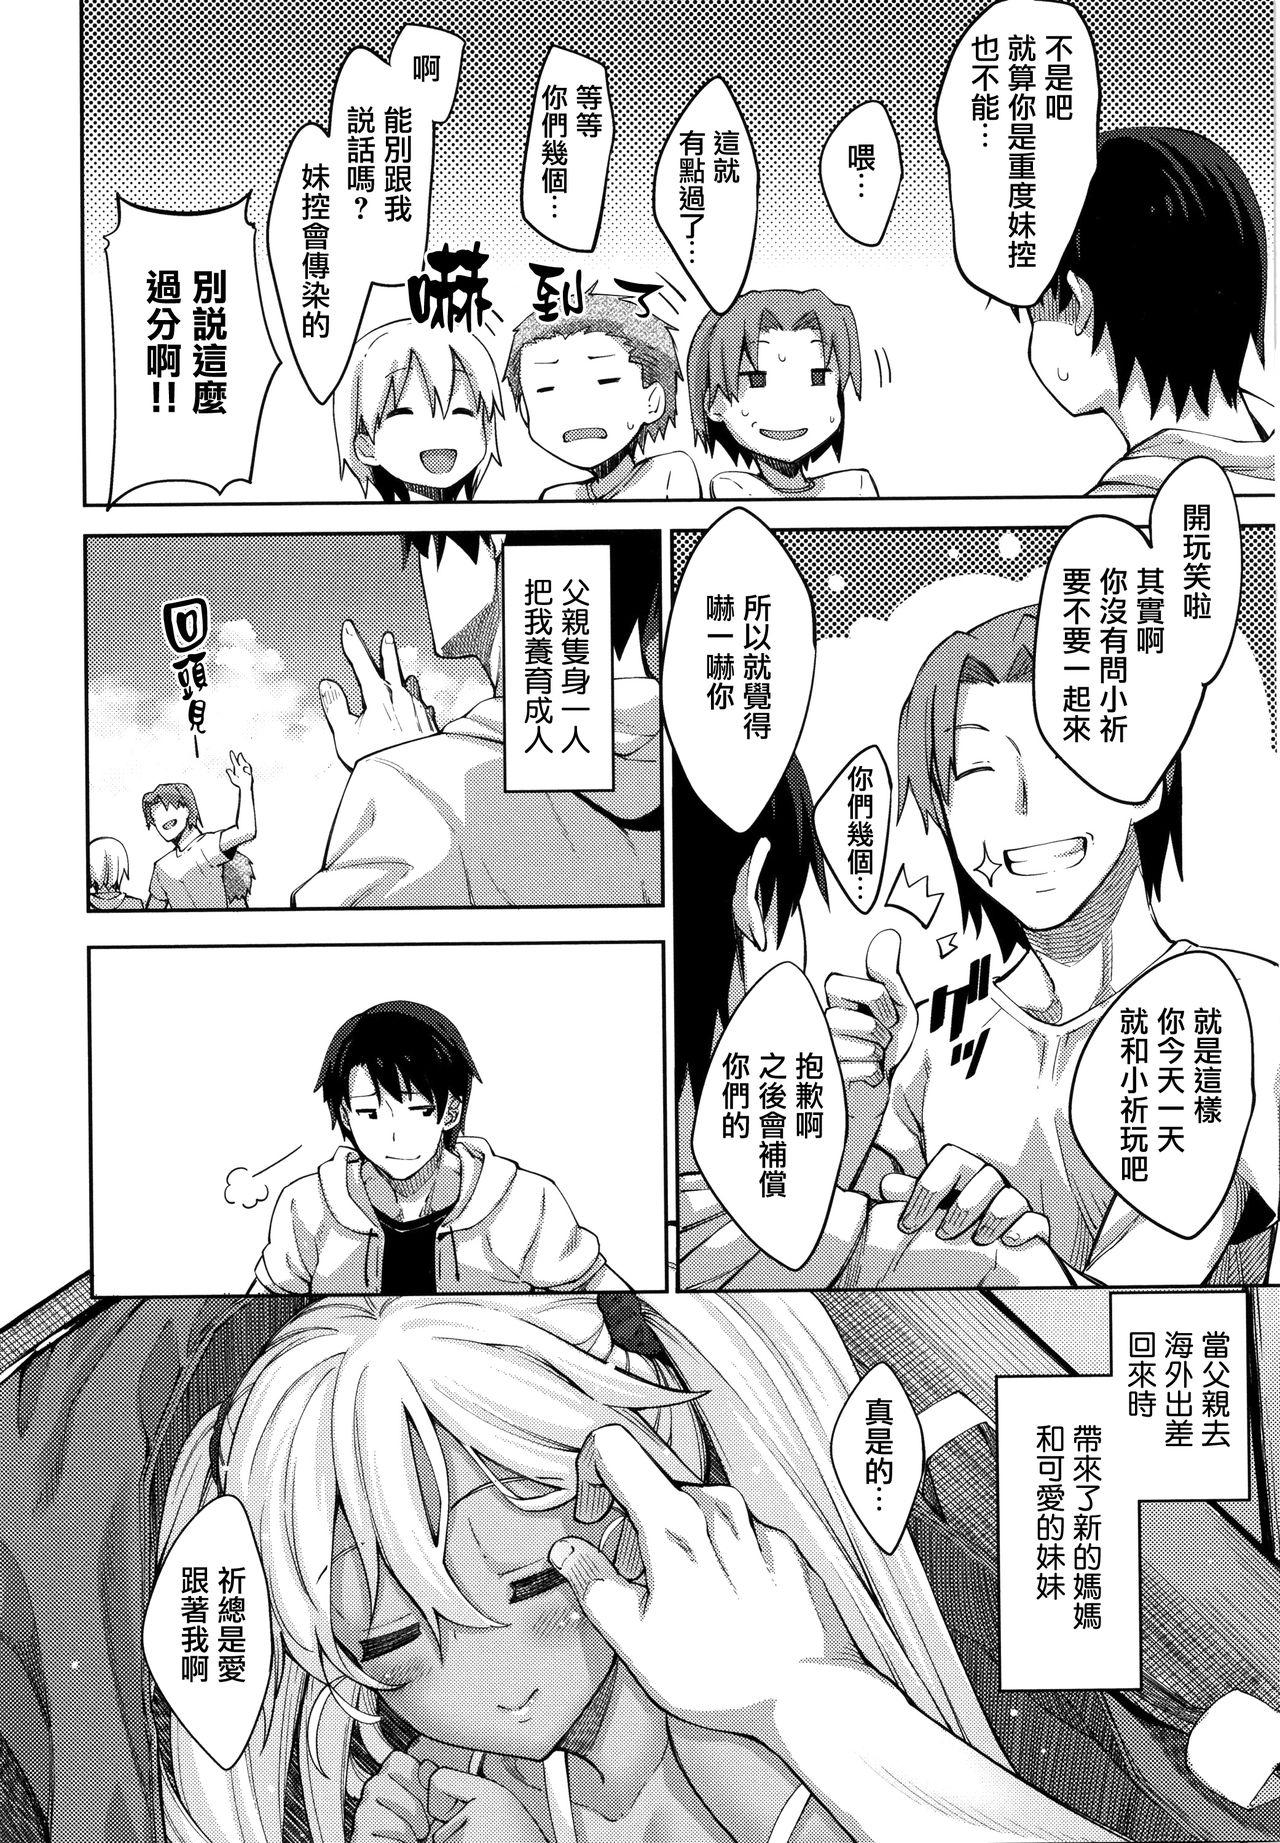 不是吧
就算你是重度妹控
也不能…
喂…
這就
有點過了…
等等
你們幾個…
啊
能別跟我
説話嗎？
妹控會傳染的
嚇到了
別説這麼
過分啊!!
開玩笑啦
其實啊
你沒有問小祈
要不要一起來
所以就覺得
嚇一嚇你
你們幾個…
グッ
就是這樣
你今天一天
就和小祈玩吧
抱歉啊
之後會補償
你們的
父親隻身一人
把我養育成人
回頭見ー
當父親去
海外出差
回來時
帶來了新的媽媽
和可愛的妹妹
真是的…
祈總是愛
跟著我啊